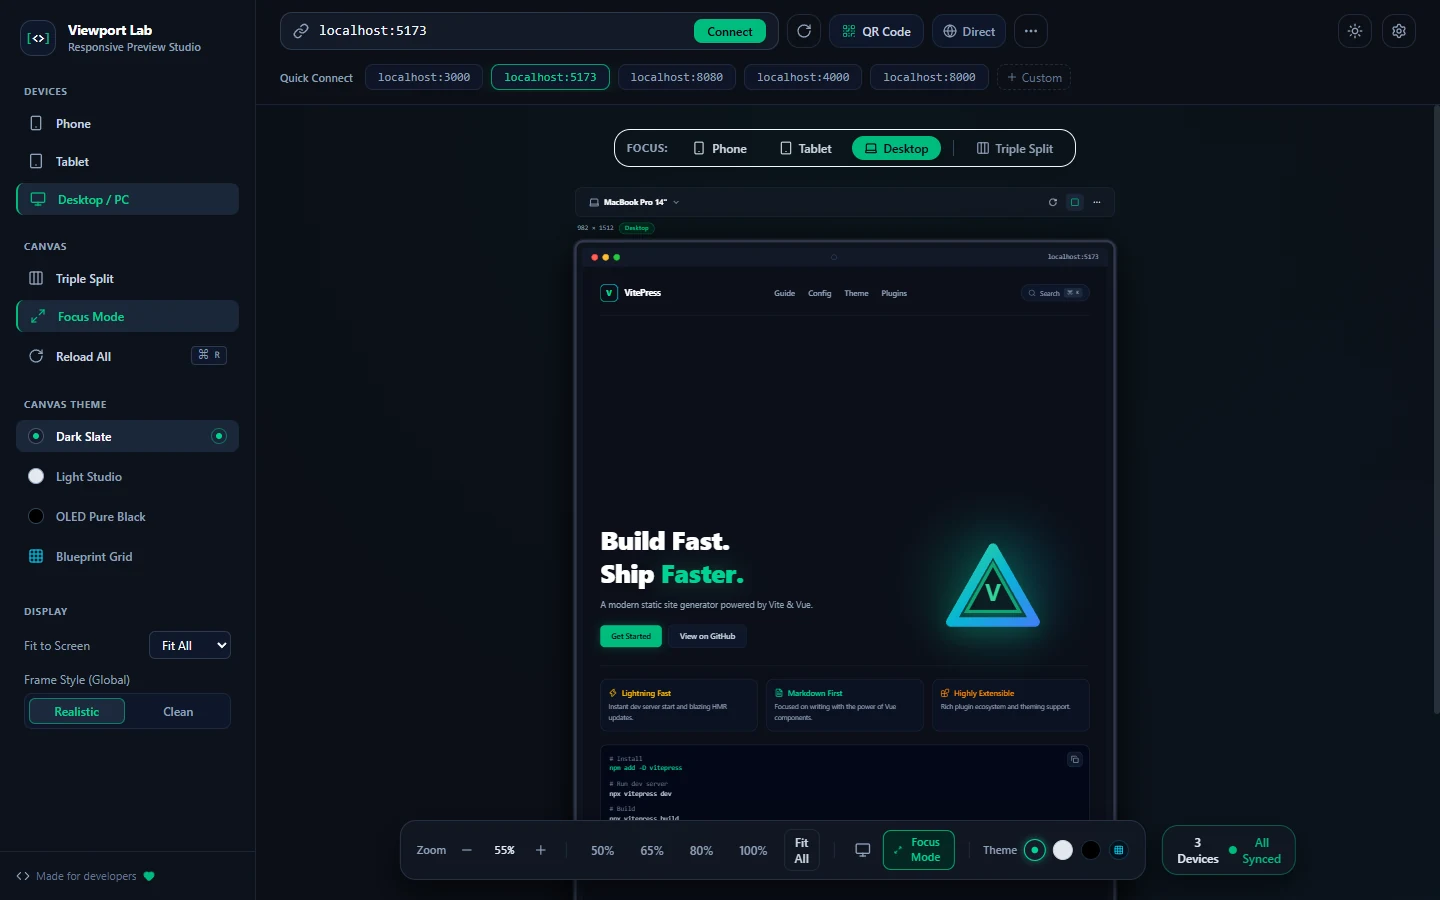 [<>]
Viewport Lab
Responsive Preview Studio
DEVICES
Phone
Tablet
Desktop / PC
CANVAS
Triple Split
Focus Mode
Reload All ⌘ R
CANVAS THEME
Dark Slate
Light Studio
OLED Pure Black
Blueprint Grid
DISPLAY
Fit to Screen Fit All
Frame Style (Global)
Realistic Clean
Made for developers
localhost:5173 Connect QR Code Direct
Quick Connect localhost:3000 localhost:5173 localhost:8080 localhost:4000 localhost:8000 + Custom
FOCUS: Phone Tablet Desktop Triple Split
MacBook Pro 14"
982 × 1512 Desktop
localhost:5173
V VitePress Guide Config Theme Plugins Search ⌘ K
Build Fast.
Ship Faster.
V
A modern static site generator powered by Vite & Vue.
Get Started View on GitHub
Lightning Fast
Instant dev server start and blazing HMR
updates.
Markdown First
Focused on writing with the power of Vue
components.
Highly Extensible
Rich plugin ecosystem and theming support.
# Install
npm add -D vitepress
# Run dev server
npx vitepress dev
# Build
npx vitepress build
Zoom − 55% + 50% 65% 80% 100% Fit
All
Focus
Mode
Theme
3
Devices
All
Synced